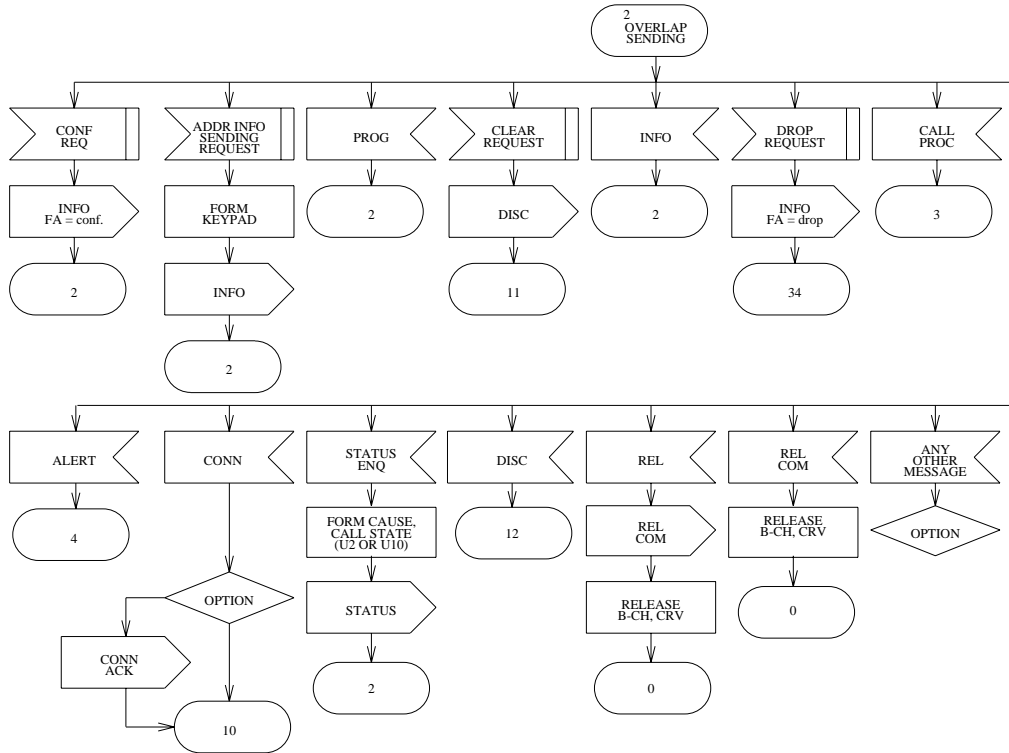 2
OVERLAP
SENDING
CONF
REQ
ADDR INFO
SENDING
REQUEST
PROG
CLEAR
REQUEST
INFO
DROP
REQUEST
CALL
PROC
INFO
FA = conf.
FORM
KEYPAD
2
DISC
2
INFO
FA = drop
3
2
INFO
11
34
2
ALERT
CONN
STATUS
ENQ
DISC
REL
REL
COM
ANY
OTHER
MESSAGE
4
FORM CAUSE,
CALL STATE
(U2 OR U10)
12
REL
COM
RELEASE
B-CH, CRV
OPTION
OPTION
STATUS
RELEASE
B-CH, CRV
0
CONN
ACK
2
0
10